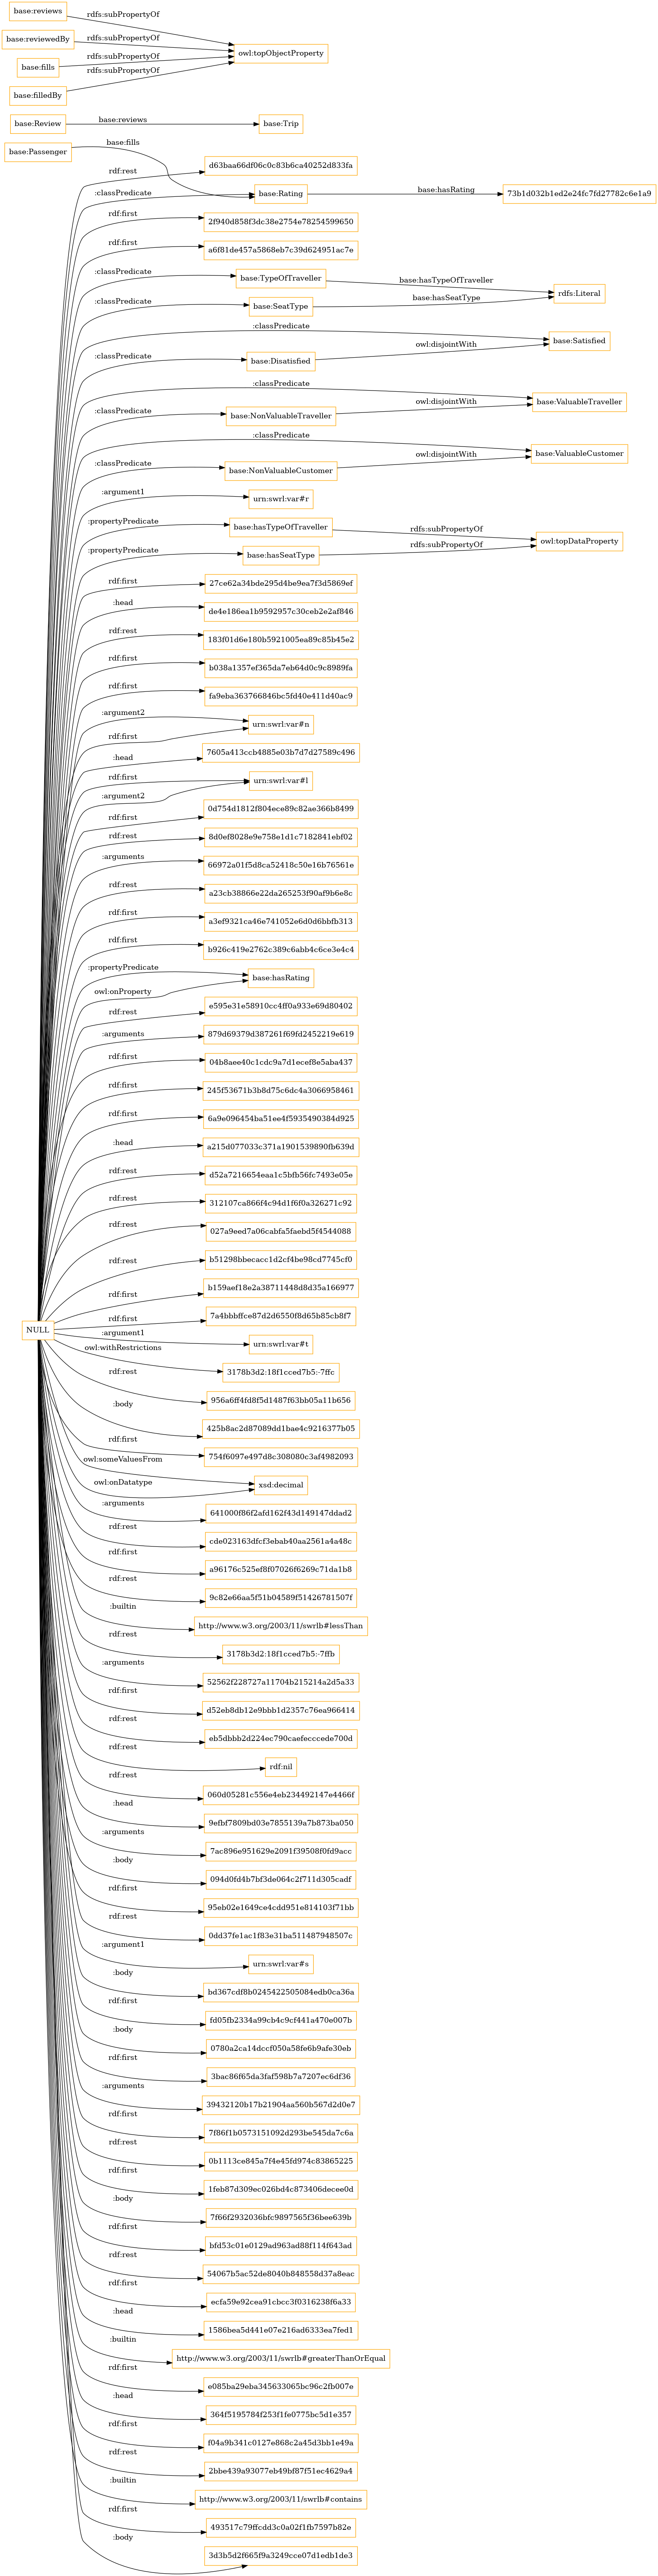 base:reviews
rdfs:subPropertyOf
base:reviewedBy
rdfs:subPropertyOf
owl:topObjectProperty
rdfs:subPropertyOf
base:fills
rdfs:subPropertyOf
base:filledBy
base:Review
base:reviews
base:Trip
base:fills
base:Passenger
rdf:rest
d63baa66df06c0c83b6ca40252d833fa
:classPredicate
base:Rating
base:hasRating
73b1d032b1ed2e24fc7fd27782c6e1a9
rdf:first
2f940d858f3dc38e2754e78254599650
rdf:first
a6f81de457a5868eb7c39d624951ac7e
:classPredicate
base:TypeOfTraveller
base:hasTypeOfTraveller
rdfs:Literal
:classPredicate
base:SeatType
base:hasSeatType
:classPredicate
base:Satisfied
:classPredicate
base:Disatisfied
owl:disjointWith
:classPredicate
base:ValuableTraveller
:classPredicate
base:NonValuableTraveller
owl:disjointWith
:classPredicate
base:ValuableCustomer
:classPredicate
base:NonValuableCustomer
owl:disjointWith
:argument1
urn:swrl:var#r
:propertyPredicate
base:hasTypeOfTraveller
rdfs:subPropertyOf
owl:topDataProperty
:propertyPredicate
base:hasSeatType
rdfs:subPropertyOf
rdf:first
27ce62a34bde295d4be9ea7f3d5869ef
:head
de4e186ea1b9592957c30ceb2e2af846
rdf:rest
183f01d6e180b5921005ea89c85b45e2
rdf:first
b038a1357ef365da7eb64d0c9c8989fa
rdf:first
fa9eba363766846bc5fd40e411d40ac9
:argument2
urn:swrl:var#n
rdf:first
:head
7605a413ccb4885e03b7d7d27589c496
rdf:first
urn:swrl:var#l
:argument2
rdf:first
0d754d1812f804ece89c82ae366b8499
rdf:rest
8d0ef8028e9e758e1d1c7182841ebf02
:arguments
66972a01f5d8ca52418c50e16b76561e
rdf:rest
a23cb38866e22da265253f90af9b6e8c
rdf:first
a3ef9321ca46e741052e6d0d6bbfb313
rdf:first
b926c419e2762c389c6abb4c6ce3e4c4
:propertyPredicate
base:hasRating
owl:onProperty
rdf:rest
e595e31e58910cc4ff0a933e69d80402
:arguments
879d69379d387261f69fd2452219e619
rdf:first
04b8aee40c1cdc9a7d1ecef8e5aba437
rdf:first
245f53671b3b8d75c6dc4a3066958461
rdf:first
6a9e096454ba51ee4f5935490384d925
:head
a215d077033c371a1901539890fb639d
rdf:rest
d52a7216654eaa1c5bfb56fc7493e05e
rdf:rest
312107ca866f4c94d1f6f0a326271c92
rdf:rest
027a9eed7a06cabfa5faebd5f4544088
rdf:rest
b51298bbecacc1d2cf4be98cd7745cf0
rdf:first
b159aef18e2a38711448d8d35a166977
rdf:first
7a4bbbffce87d2d6550f8d65b85cb8f7
NULL
:argument1
urn:swrl:var#t
owl:withRestrictions
3178b3d2:18f1cced7b5:-7ffc
rdf:rest
956a6ff4fd8f5d1487f63bb05a11b656
:body
425b8ac2d87089dd1bae4c9216377b05
rdf:first
754f6097e497d8c308080c3af4982093
owl:someValuesFrom
xsd:decimal
owl:onDatatype
:arguments
641000f86f2afd162f43d149147ddad2
rdf:rest
cde023163dfcf3ebab40aa2561a4a48c
rdf:first
a96176c525ef8f07026f6269c71da1b8
rdf:rest
9c82e66aa5f51b04589f51426781507f
:builtin
http://www.w3.org/2003/11/swrlb#lessThan
rdf:rest
3178b3d2:18f1cced7b5:-7ffb
:arguments
52562f228727a11704b215214a2d5a33
rdf:first
d52eb8db12e9bbb1d2357c76ea966414
rdf:rest
eb5dbbb2d224ec790caefecccede700d
rdf:rest
rdf:nil
rdf:rest
060d05281c556e4eb234492147e4466f
:head
9efbf7809bd03e7855139a7b873ba050
:arguments
7ac896e951629e2091f39508f0fd9acc
:body
094d0fd4b7bf3de064c2f711d305cadf
rdf:first
95eb02e1649ce4cdd951e814103f71bb
rdf:rest
0dd37fe1ac1f83e31ba511487948507c
:argument1
urn:swrl:var#s
:body
bd367cdf8b0245422505084edb0ca36a
rdf:first
fd05fb2334a99cb4c9cf441a470e007b
:body
0780a2ca14dccf050a58fe6b9afe30eb
rdf:first
3bac86f65da3faf598b7a7207ec6df36
:arguments
39432120b17b21904aa560b567d2d0e7
rdf:first
7f86f1b0573151092d293be545da7c6a
rdf:rest
0b1113ce845a7f4e45fd974c83865225
rdf:first
1feb87d309ec026bd4c873406decee0d
:body
7f66f2932036bfc9897565f36bee639b
rdf:first
bfd53c01e0129ad963ad88f114f643ad
rdf:rest
54067b5ac52de8040b848558d37a8eac
rdf:first
ecfa59e92cea91cbcc3f0316238f6a33
:head
1586bea5d441e07e216ad6333ea7fed1
:builtin
http://www.w3.org/2003/11/swrlb#greaterThanOrEqual
rdf:first
e085ba29eba345633065bc96c2fb007e
:head
364f5195784f253f1fe0775bc5d1e357
rdf:first
f04a9b341c0127e868c2a45d3bb1e49a
rdf:rest
2bbe439a93077eb49bf87f51ec4629a4
:builtin
http://www.w3.org/2003/11/swrlb#contains
rdf:first
493517c79ffcdd3c0a02f1fb7597b82e
:body
3d3b5d2f665f9a3249cce07d1edb1de3